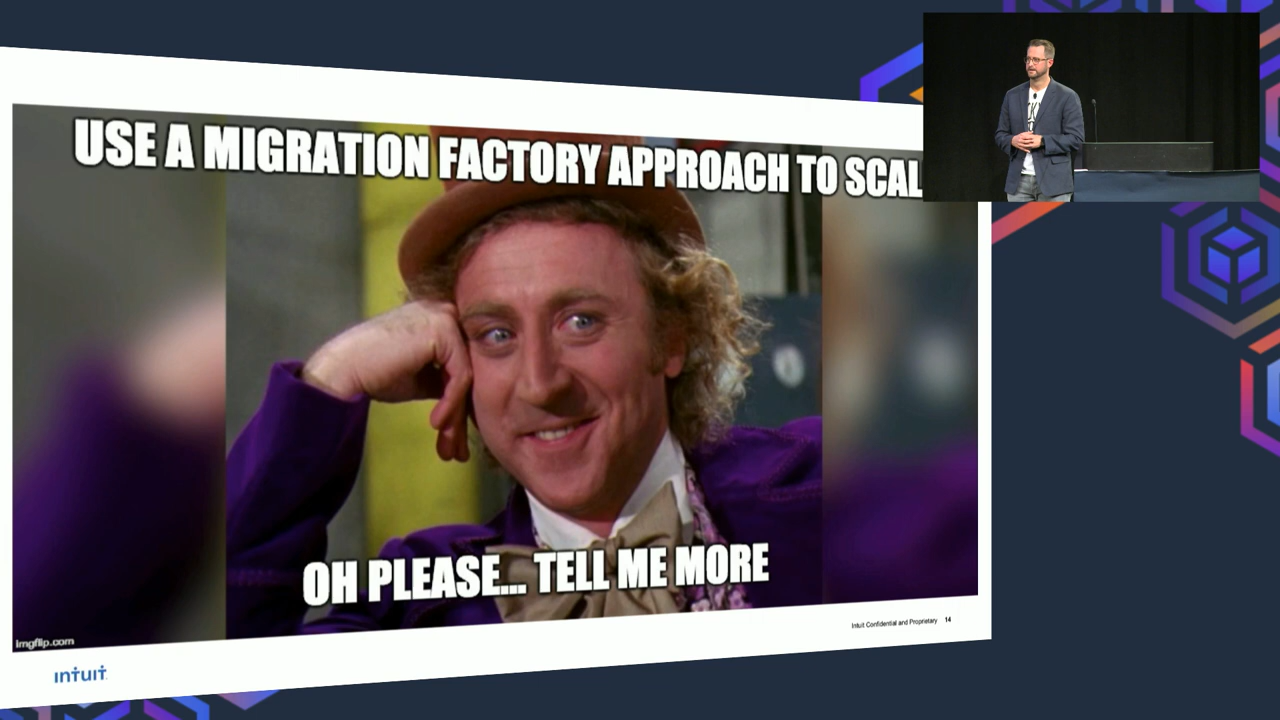 USE A MIGRATION FACTORY APPROACH TO SCAL
OH PLEASE... TELL ME MORE
imgflip.com
Intuit Confidential and Proprietary 14
intuit